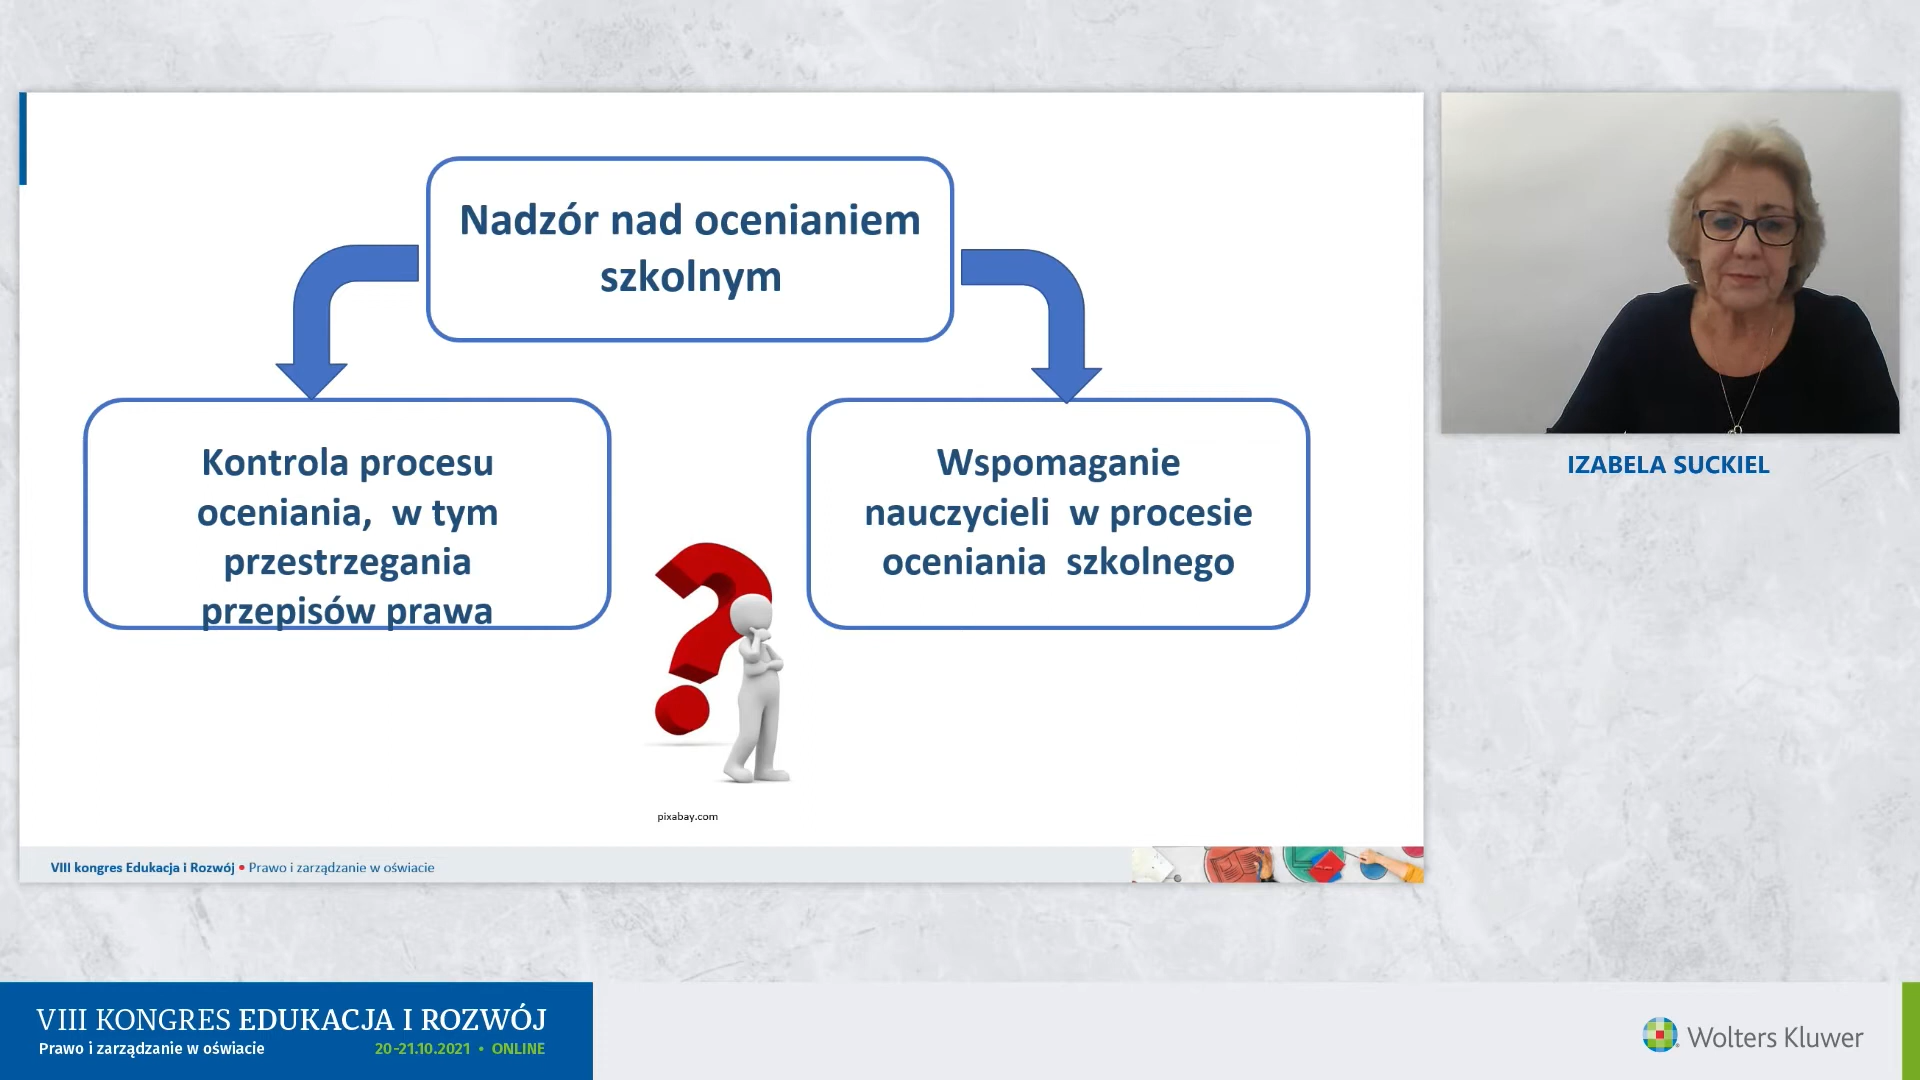 Nadzór nad ocenianiem
szkolnym
Kontrola procesu
oceniania, w tym
przestrzegania
przepisów prawa
Wspomaganie
nauczycieli w procesie
oceniania szkolnego
pixabay.com
VIII kongres Edukacja i Rozwój • Prawo i zarządzanie w oświacie
IZABELA SUCKIEL
VIII KONGRES EDUKACJA I ROZWÓJ
Prawo i zarządzanie w oświacie 20-21.10.2021 • ONLINE
Wolters Kluwer